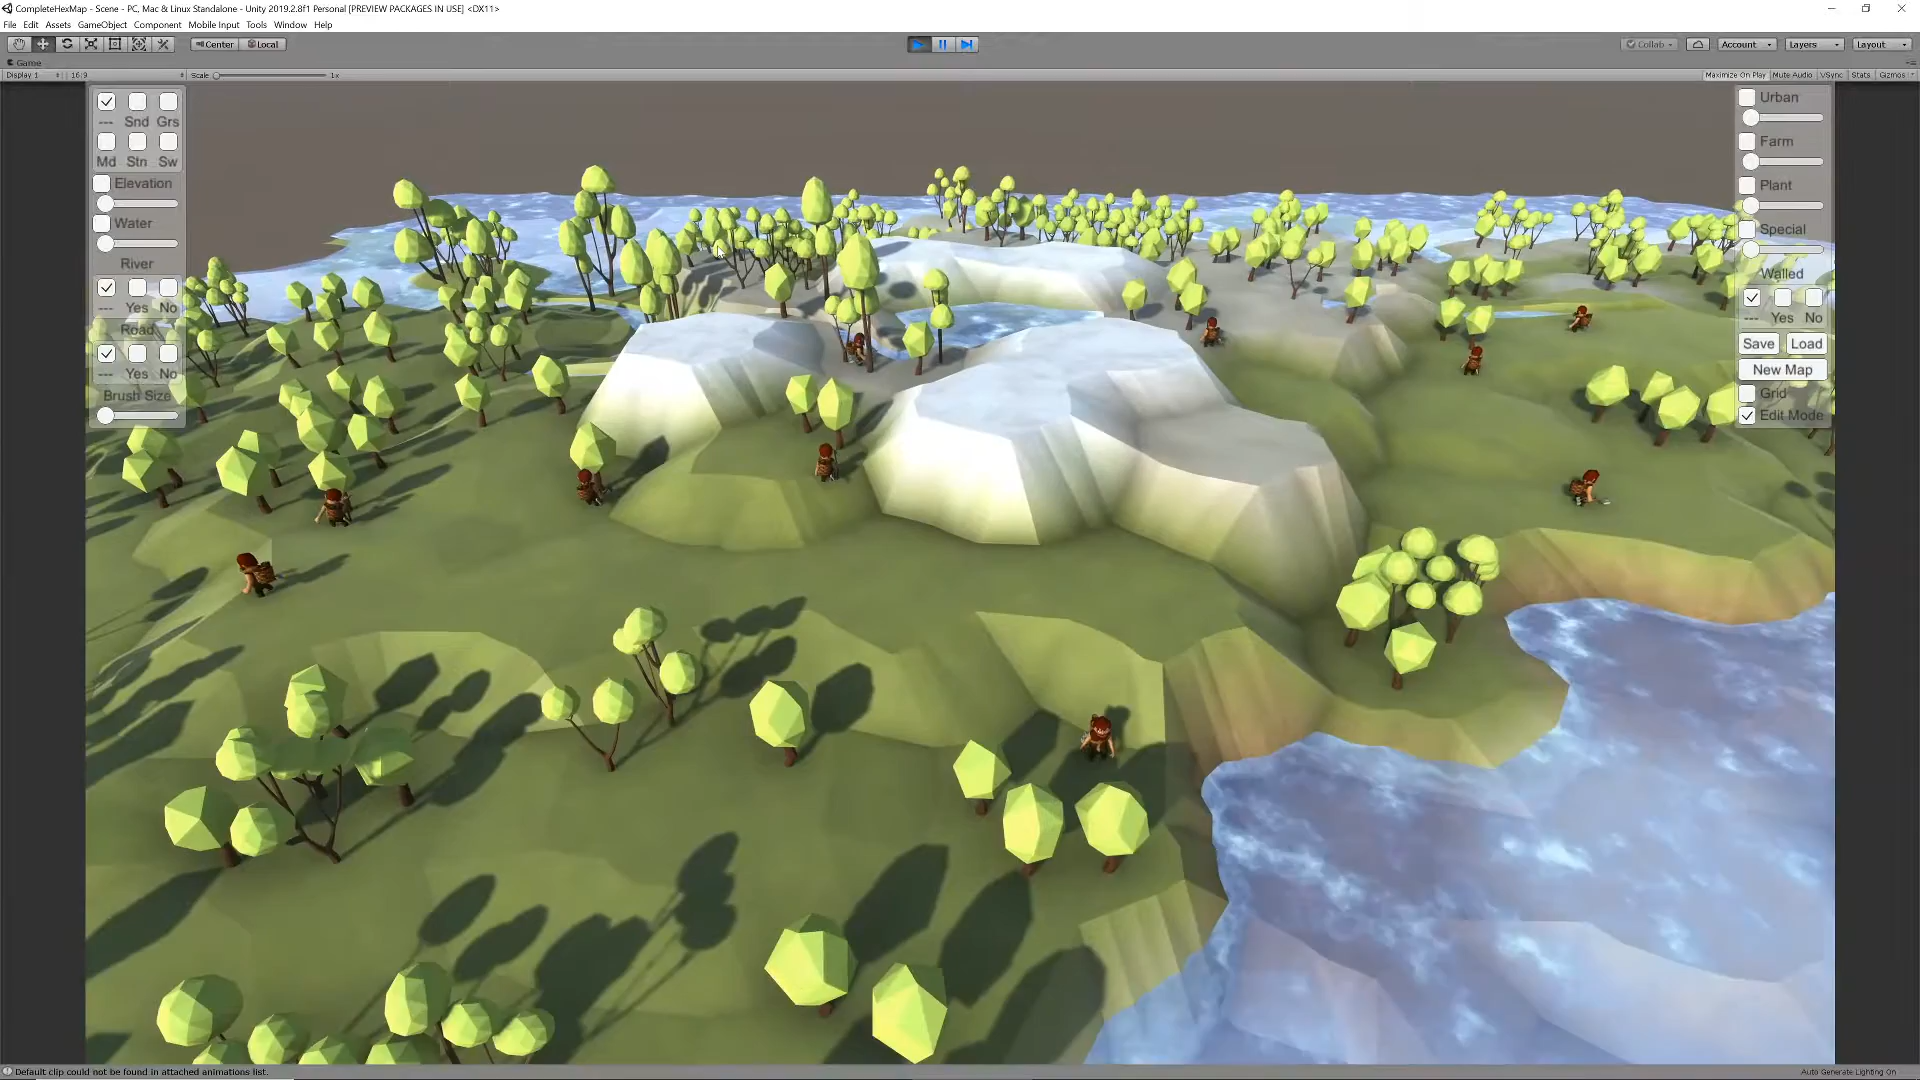 CompleteHexMap - Scene - PC, Mac & Linux Standalone - Unity 2019.2.8f1 Personal [PREVIEW PACKAGES IN USE] <DX11>
File Edit Assets GameObject Component Mobile Input Tools Window Help
Center Local
Collab Account Layers Layout
Game
Display 1 16:9 Scale 1x Maximize On Play Mute Audio VSync Stats Gizmos
--- Snd Grs
Md Stn Sw
Elevation
Water
River
--- Yes No
Road
--- Yes No
Brush Size
Urban
Farm
Plant
Special
Walled
--- Yes No
Save Load
New Map
Grid
Edit Mode
Default clip could not be found in attached animations list.
Auto Generate Lighting On